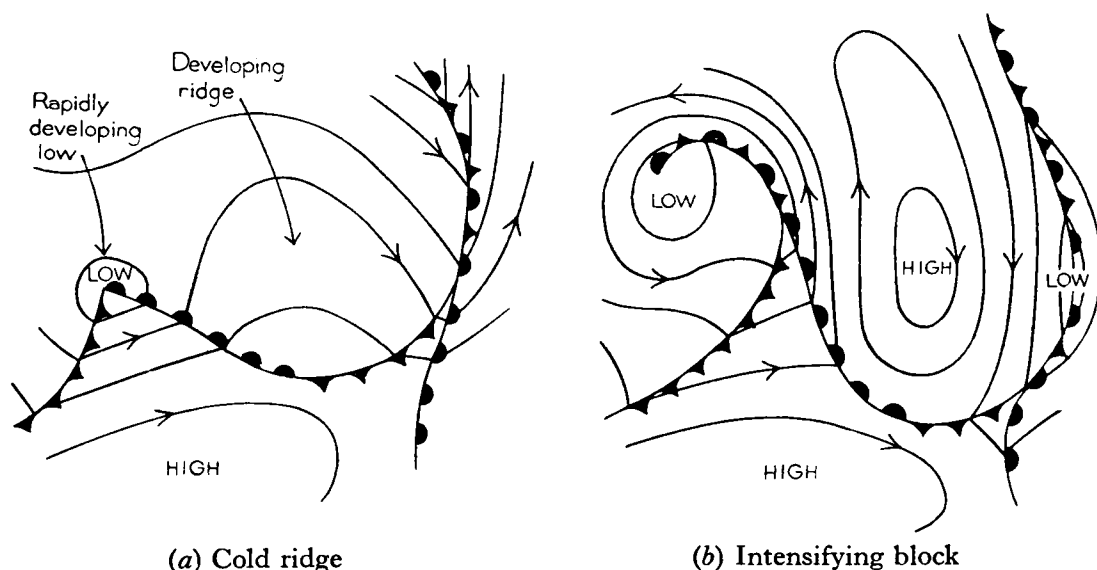 Developing
ridge
Rapidly
developing
low
LOW
HIGH
(a) Cold ridge
LOW
HIGH
LOW
HIGH
(b) Intensifying block